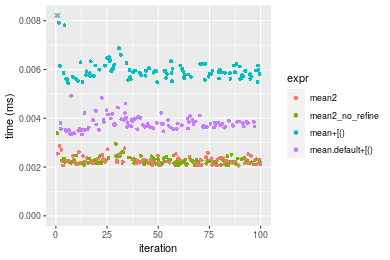 0.008
0.006
0.004
0.002
0.000
time (ms)
0 25 50 75 100
iteration
expr
mean2
mean2_no_refine
mean+[()
mean.default+[()